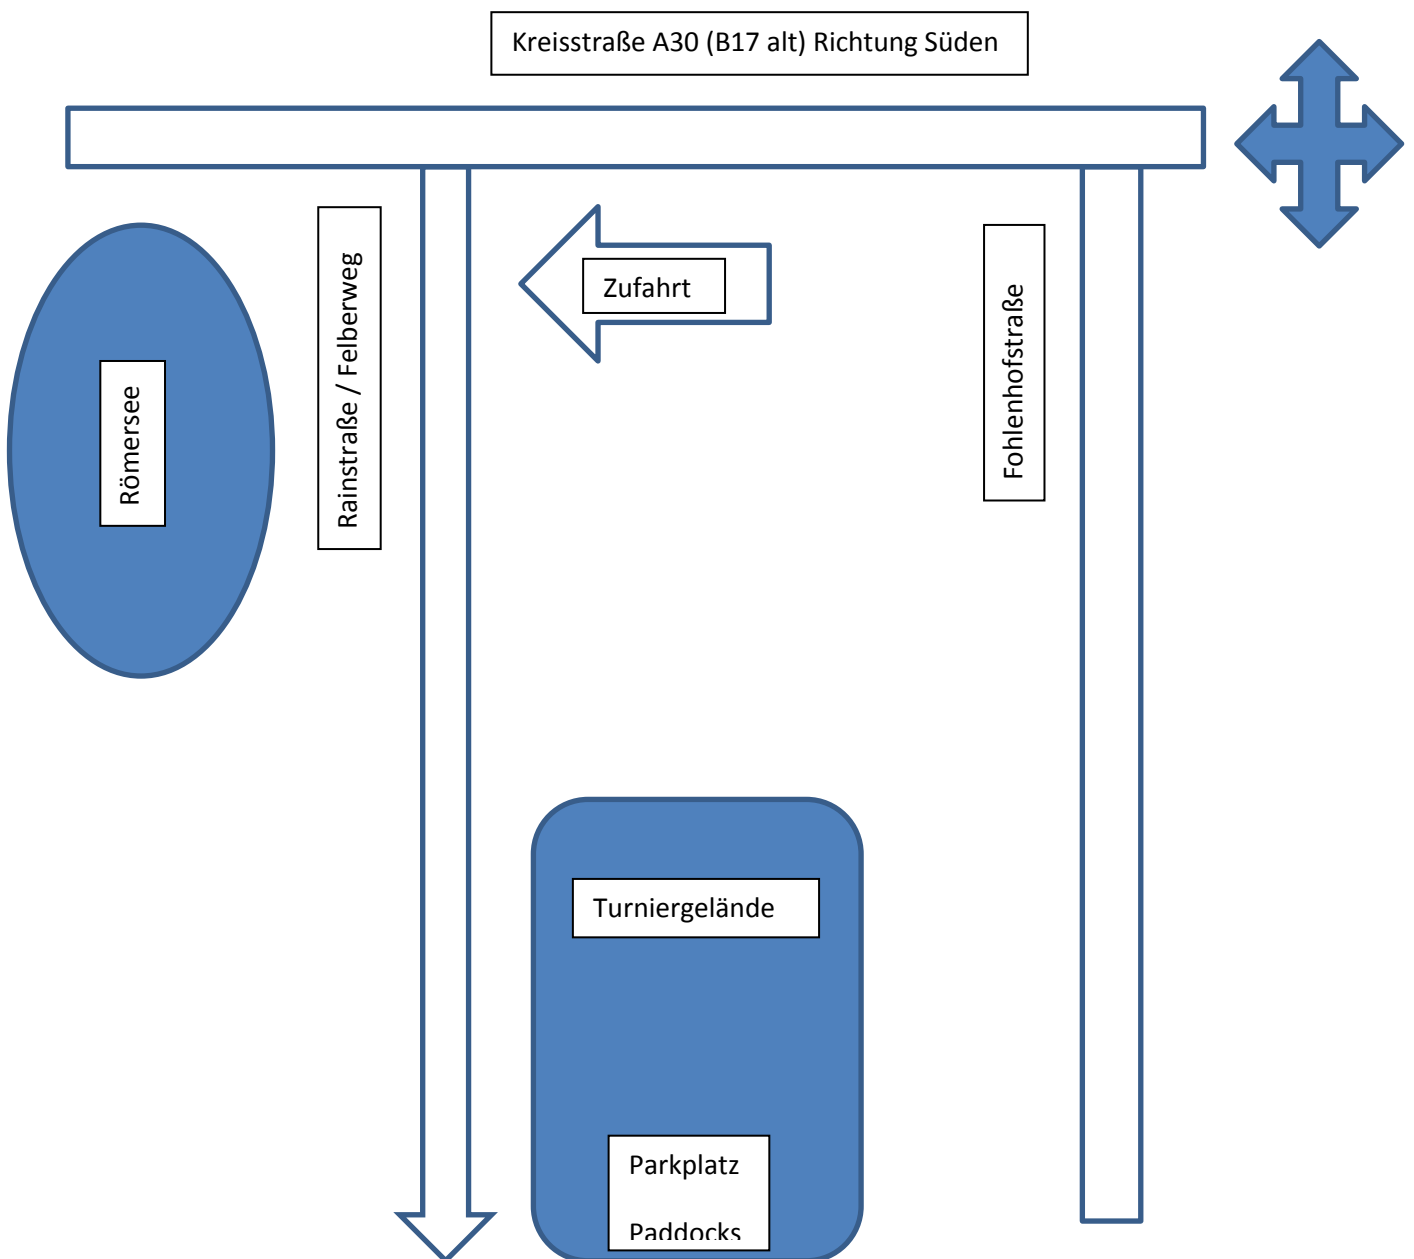 Kreisstraße A30 (B17 alt) Richtung Süden
Rainstraße / Felberweg
Zufahrt
Fohlenhofstraße
Römersee
Turniergelände
Parkplatz
Paddocks